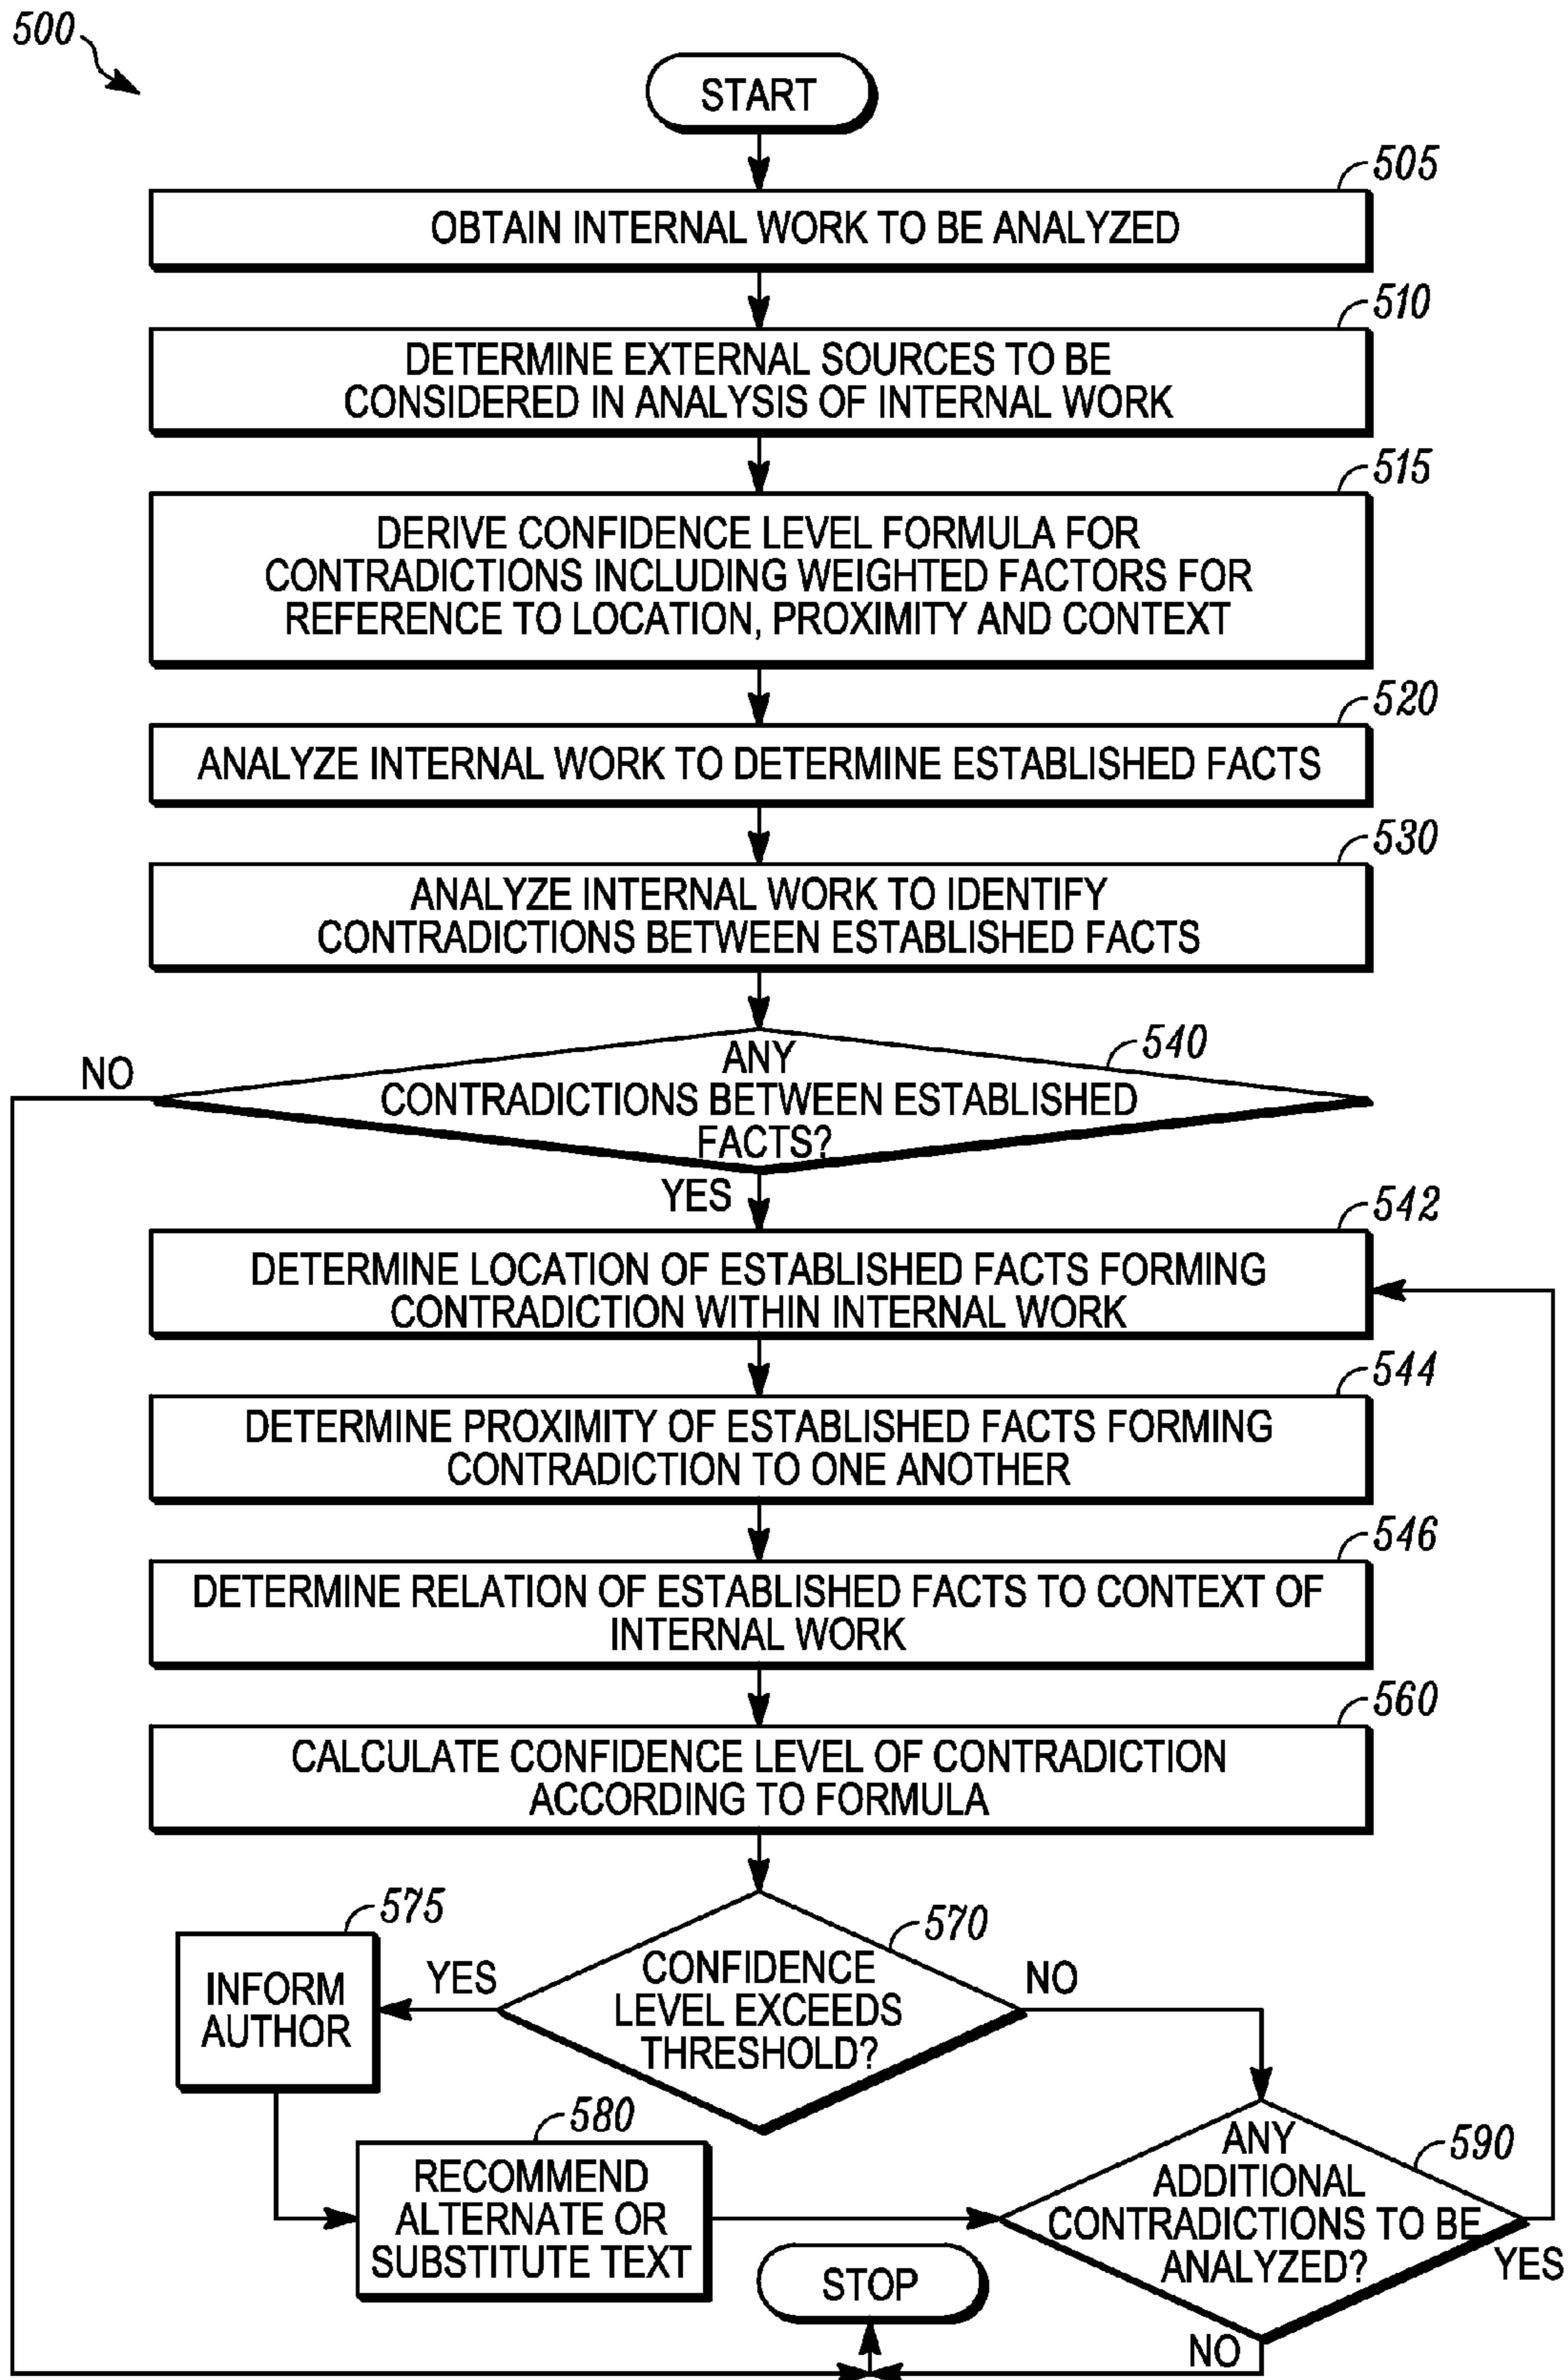 500
START
505
OBTAIN INTERNAL WORK TO BE ANALYZED
510
DETERMINE EXTERNAL SOURCES TO BE
CONSIDERED IN ANALYSIS OF INTERNAL WORK
515
DERIVE CONFIDENCE LEVEL FORMULA FOR
CONTRADICTIONS INCLUDING WEIGHTED FACTORS FOR
REFERENCE TO LOCATION, PROXIMITY AND CONTEXT
520
ANALYZE INTERNAL WORK TO DETERMINE ESTABLISHED FACTS
530
ANALYZE INTERNAL WORK TO IDENTIFY
CONTRADICTIONS BETWEEN ESTABLISHED FACTS
540
NO
ANY
CONTRADICTIONS BETWEEN ESTABLISHED
FACTS?
YES
542
DETERMINE LOCATION OF ESTABLISHED FACTS FORMING
CONTRADICTION WITHIN INTERNAL WORK
544
DETERMINE PROXIMITY OF ESTABLISHED FACTS FORMING
CONTRADICTION TO ONE ANOTHER
546
DETERMINE RELATION OF ESTABLISHED FACTS TO CONTEXT OF
INTERNAL WORK
560
CALCULATE CONFIDENCE LEVEL OF CONTRADICTION
ACCORDING TO FORMULA
575
INFORM
AUTHOR
YES
570
CONFIDENCE
LEVEL EXCEEDS
THRESHOLD?
NO
580
RECOMMEND
ALTERNATE OR
SUBSTITUTE TEXT
590
ANY
ADDITIONAL
CONTRADICTIONS TO BE
ANALYZED?
YES
STOP
NO